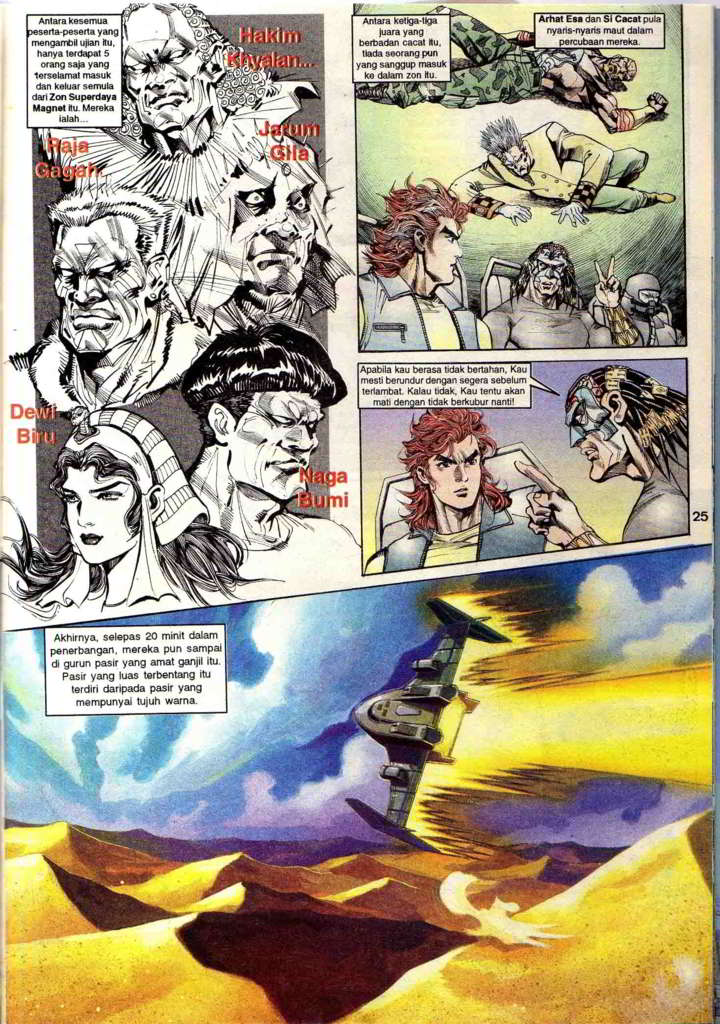 Antara kesemua
peserta-peserta yang
mengambil ujian itu,
hanya terdapat 5
orang saja yang
terselamat masuk
dan keluar semula
dari Zon Superdaya
Magnet itu. Mereka
ialah...
Hakim
Khyalan...
Jarum
Gila
Raja
Gagah..
Dewi
Biru
Naga
Bumi
Antara ketiga-tiga
juara yang
berbadan cacat itu,
tiada seorang pun
yang sanggup masuk
ke dalam zon itu.
Arhat Esa dan Si Cacat pula
nyaris-nyaris maut dalam
percubaan mereka.
Apabila kau berasa tidak bertahan, Kau
mesti berundur dengan segera sebelum
terlambat. Kalau tidak, Kau tentu akan
mati dengan tidak berkubur nanti!
25
Akhirnya, selepas 20 minit dalam
penerbangan, mereka pun sampai
di gurun pasir yang amat ganjil itu.
Pasir yang luas terbentang itu
terdiri daripada pasir yang
mempunyai tujuh warna.